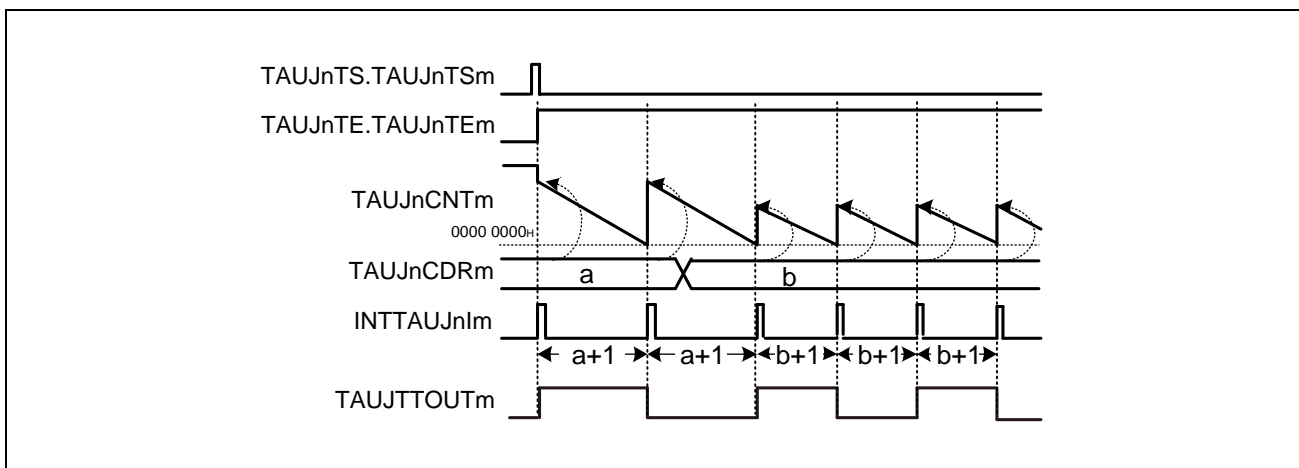 TAUJnTS.TAUJnTSm
TAUJnTE.TAUJnTEm
TAUJnCNTm
0000 0000H
TAUJnCDRm
a
b
INTTAUJnIm
a+1
a+1
b+1
b+1
b+1
TAUJTTOUTm